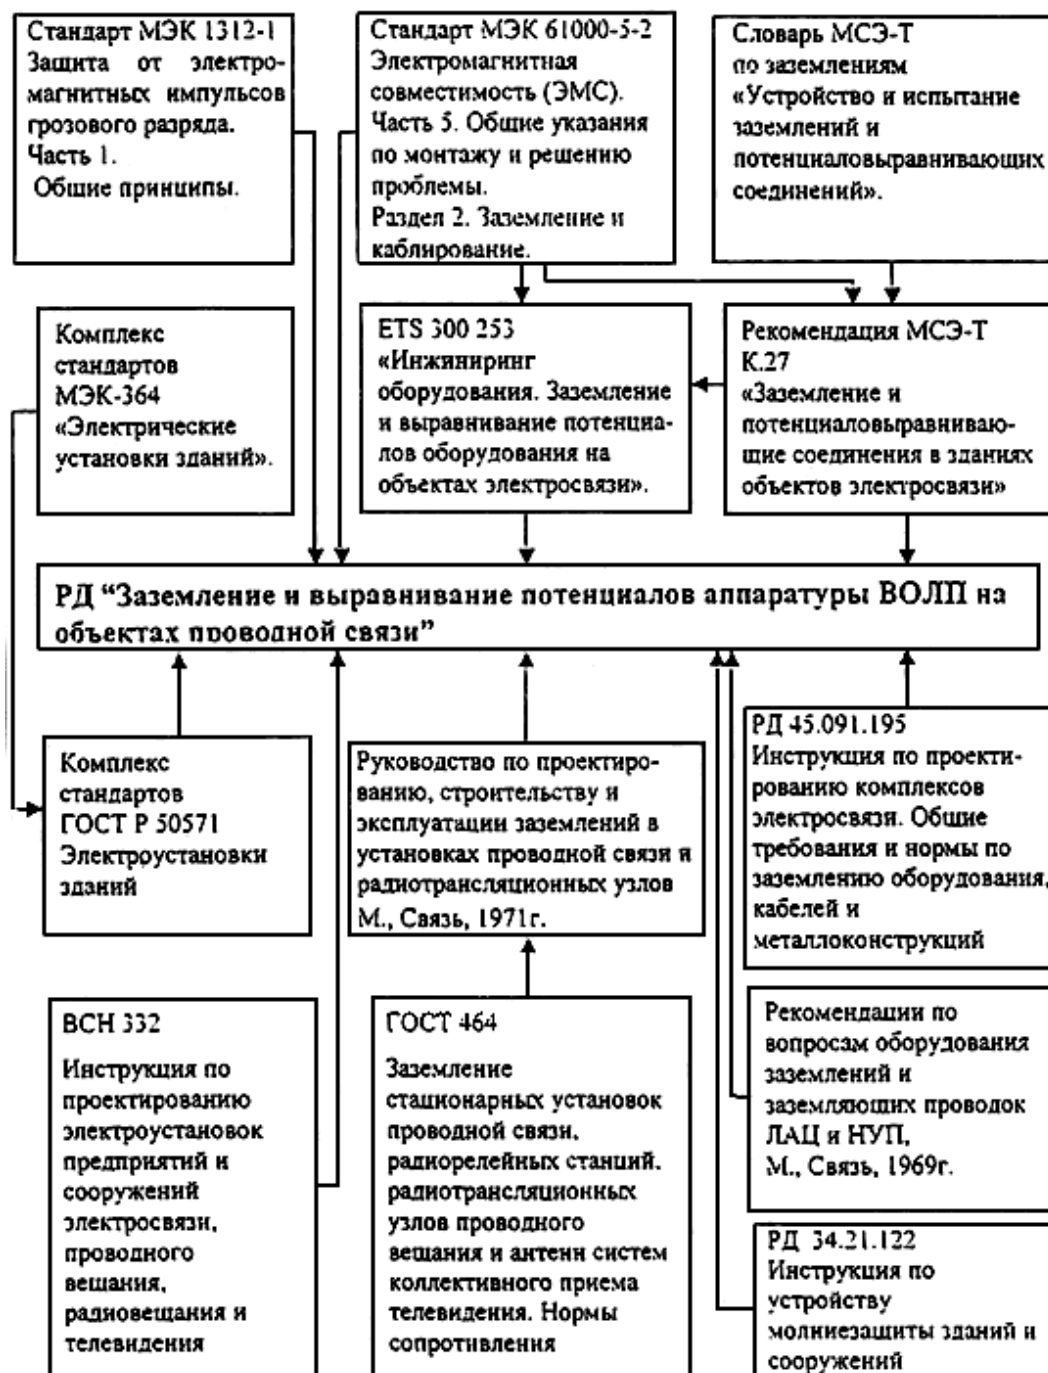 Стандарт МЭК 1312-1
Защита от электро-
магнитных импульсов
грозового разряда.
Часть 1.
Общие принципы.
Стандарт МЭК 61000-5-2
Электромагнитная
совместимость (ЭМС).
Часть 5. Общие указания
по монтажу и решению
проблемы.
Раздел 2. Заземление и
каблирование.
Словарь МСЭ-Т
по заземлениям
«Устройство и испытание
заземлений и
потенциаловыравнивающих
соединений».
Комплекс
стандартов
МЭК-364
«Электрические
установки зданий».
ETS 300 253
«Инжиниринг
оборудования. Заземление
и выравнивание потенциа-
лов оборудования на
объектах электросвязи».
Рекомендация МСЭ-Т
К.27
«Заземление и
потенциаловыравниваю-
щие соединения в зданиях
объектов электросвязи»
РД “Заземление и выравнивание потенциалов аппаратуры ВОЛП на
объектах проводной связи”
Комплекс
стандартов
ГОСТ Р 50571
Электроустановки
зданий
Руководство по проектиро-
ванию, строительству и
эксплуатации заземлений в
установках проводной связи и
радиотрансляционных узлов
М., Связь, 1971г.
РД 45.091.195
Инструкция по проекти-
рованию комплексов
электросвязи. Общие
требования и нормы по
заземлению оборудования,
кабелей и
металлоконструкций
ВСН 332
Инструкция по
проектированию
электроустановок
предприятий и
сооружений
электросвязи,
проводного
вещания,
радиовещания и
телевидения
ГОСТ 464
Заземление
стационарных установок
проводной связи,
радиорелейных станций,
радиотрансляционных
узлов проводного
вещания и антенн систем
коллективного приема
телевидения. Нормы
сопротивления
Рекомендации по
вопросам оборудования
заземлений и
заземляющих проводок
ЛАЦ и НУП,
М., Связь, 1969г.
РД 34.21.122
Инструкция по
устройству
молниезащиты зданий и
сооружений